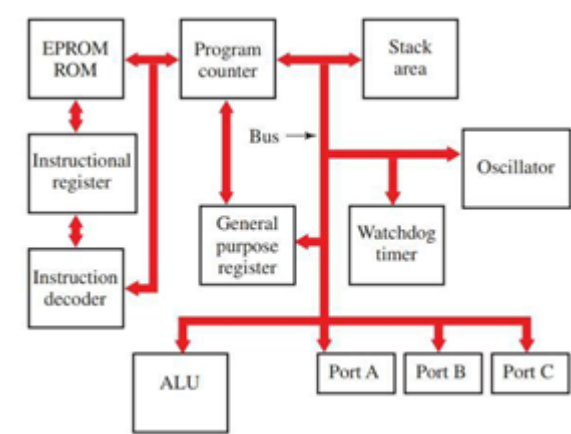 EPROM
ROM
Program
counter
Stack
area
Bus
Instructional
register
Oscillator
General
purpose
register
Watchdog
timer
Instruction
decoder
ALU
Port A
Port B
Port C